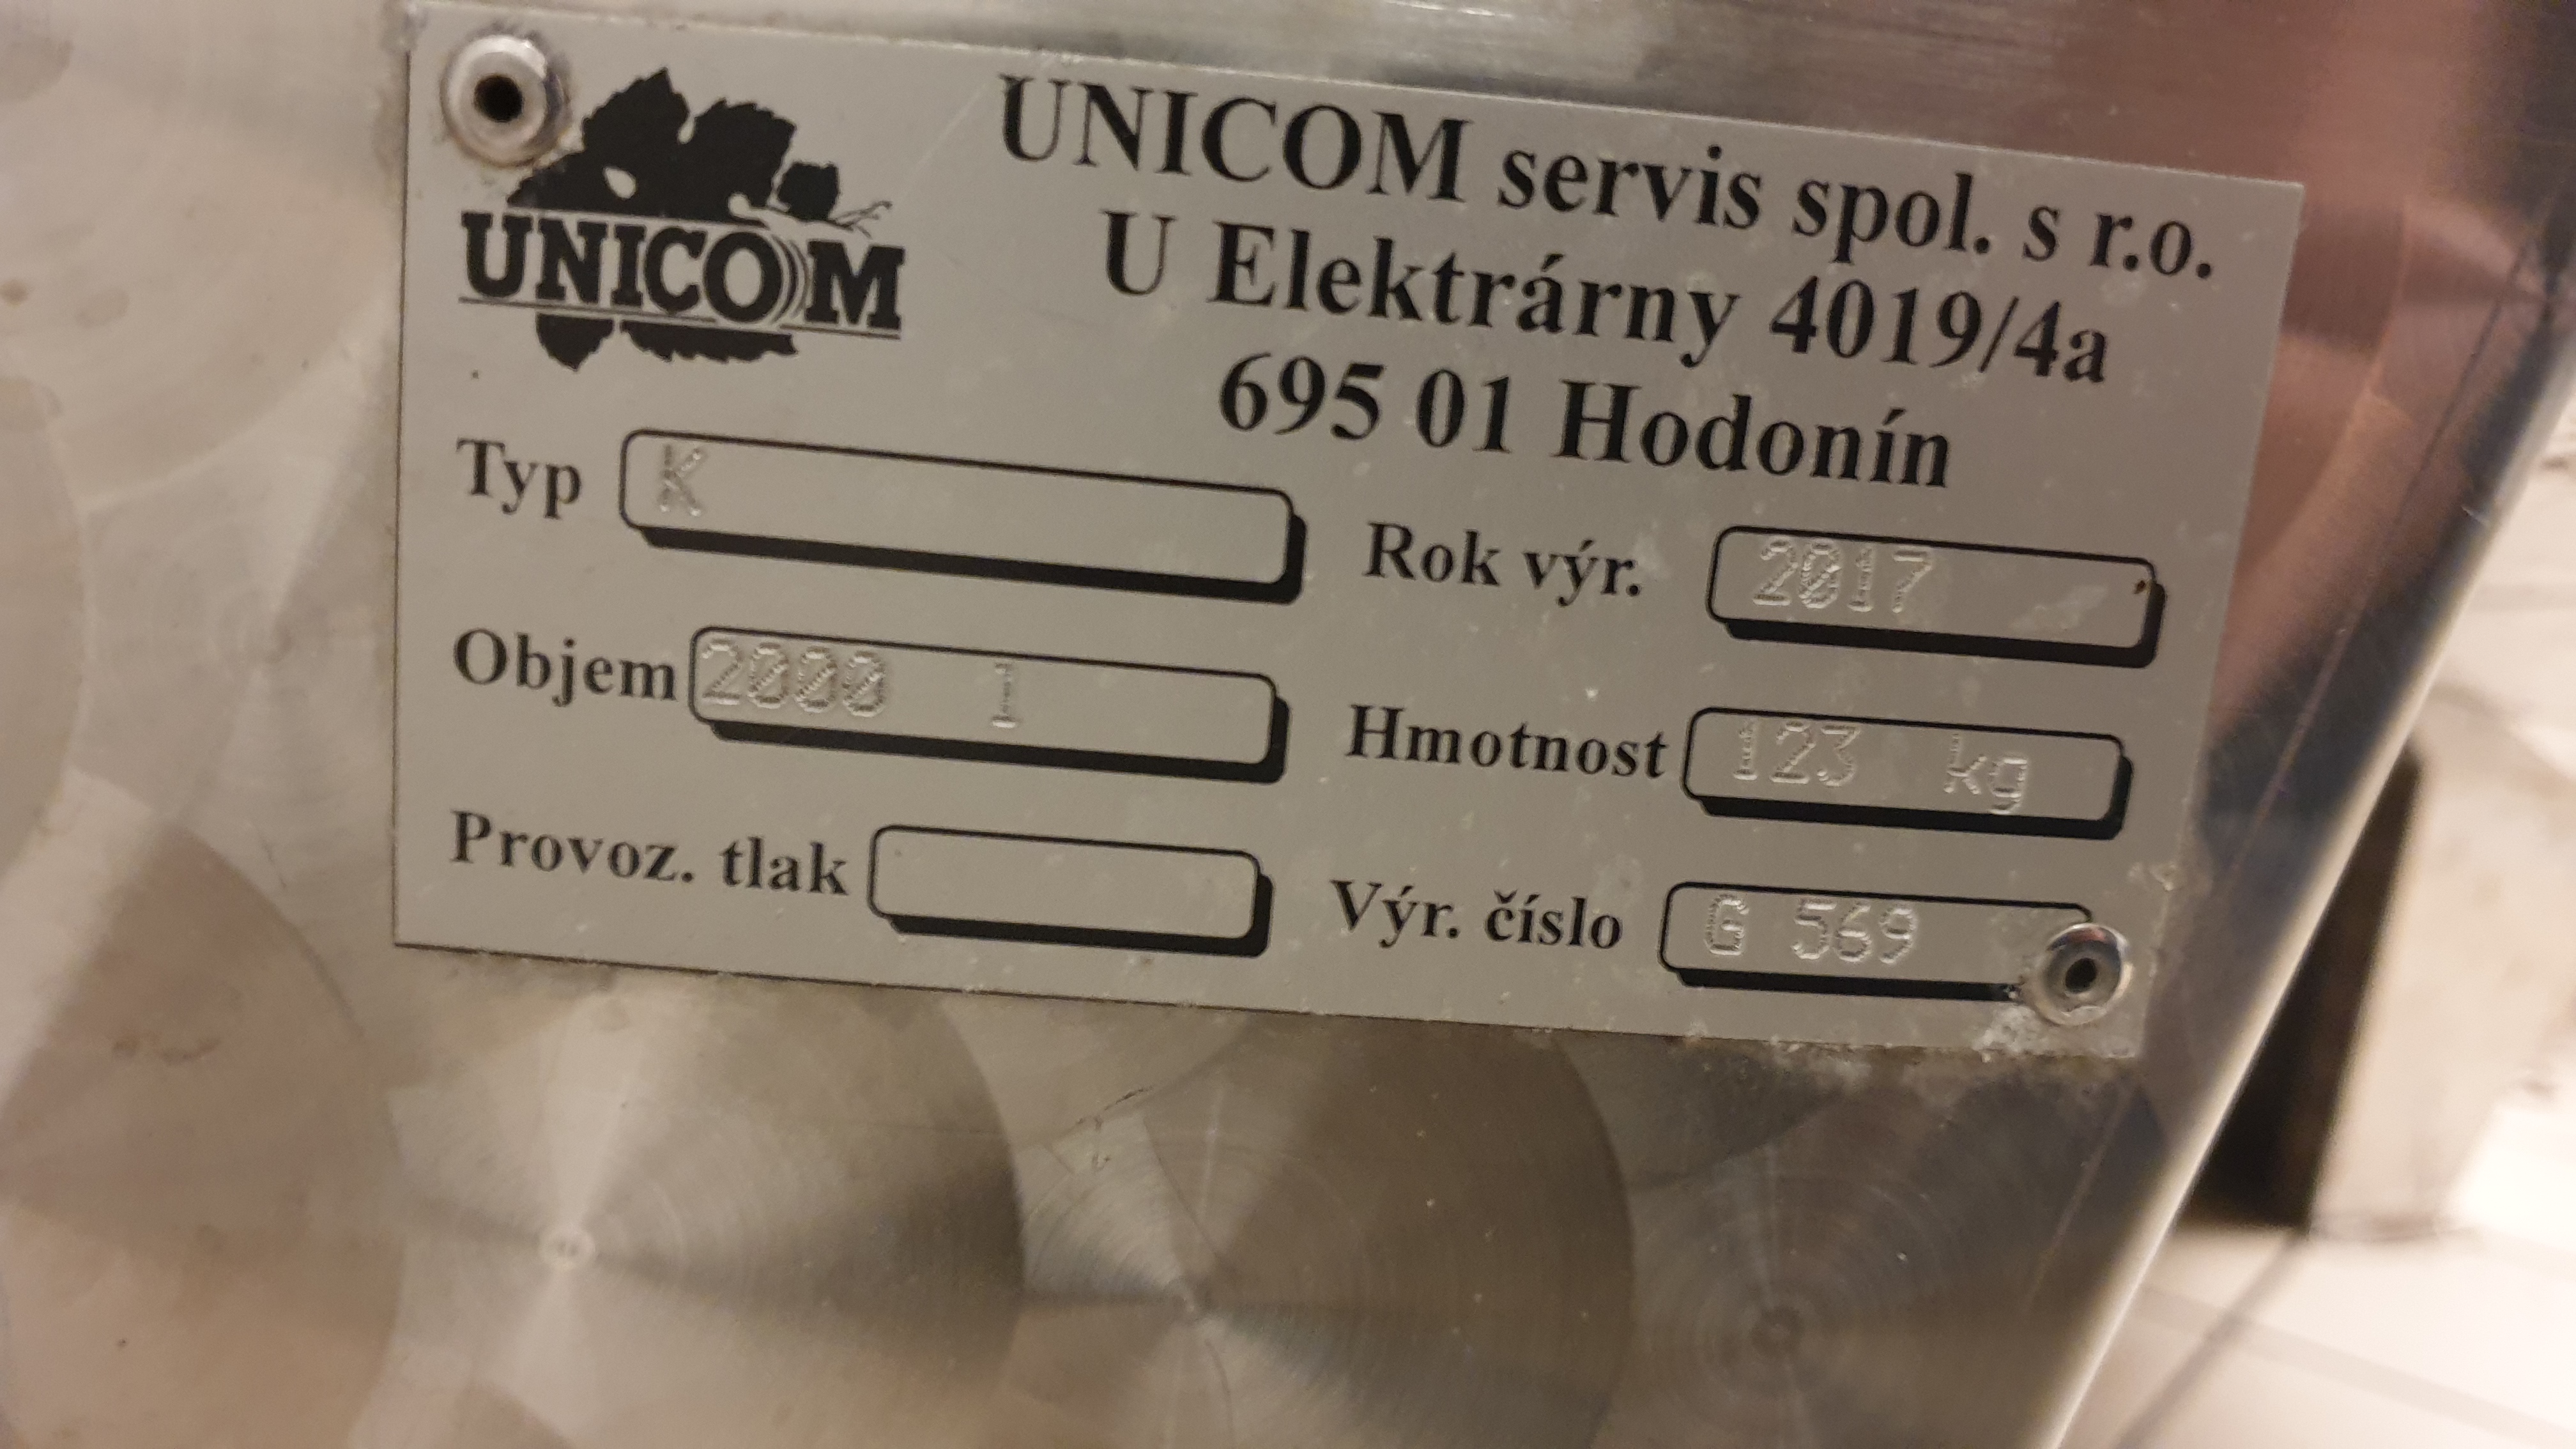 UNICOM
UNICOM servis spol. s r.o.
U Elektrárny 4019/4a
695 01 Hodonín
Typ K
Rok výr. 2017
Objem 2000 l
Hmotnost 123 kg
Provoz. tlak
Výr. číslo G 569